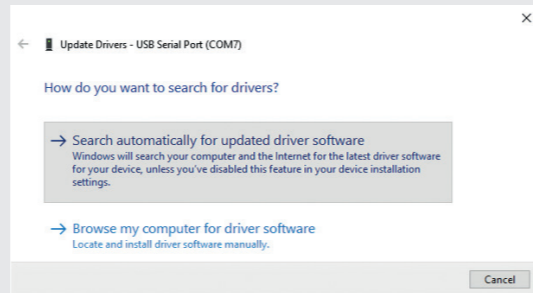 Update Drivers - USB Serial Port (COM7)
How do you want to search for drivers?
Search automatically for updated driver software
Windows will search your computer and the Internet for the latest driver software
for your device, unless you've disabled this feature in your device installation
settings.
Browse my computer for driver software
Locate and install driver software manually.
Cancel